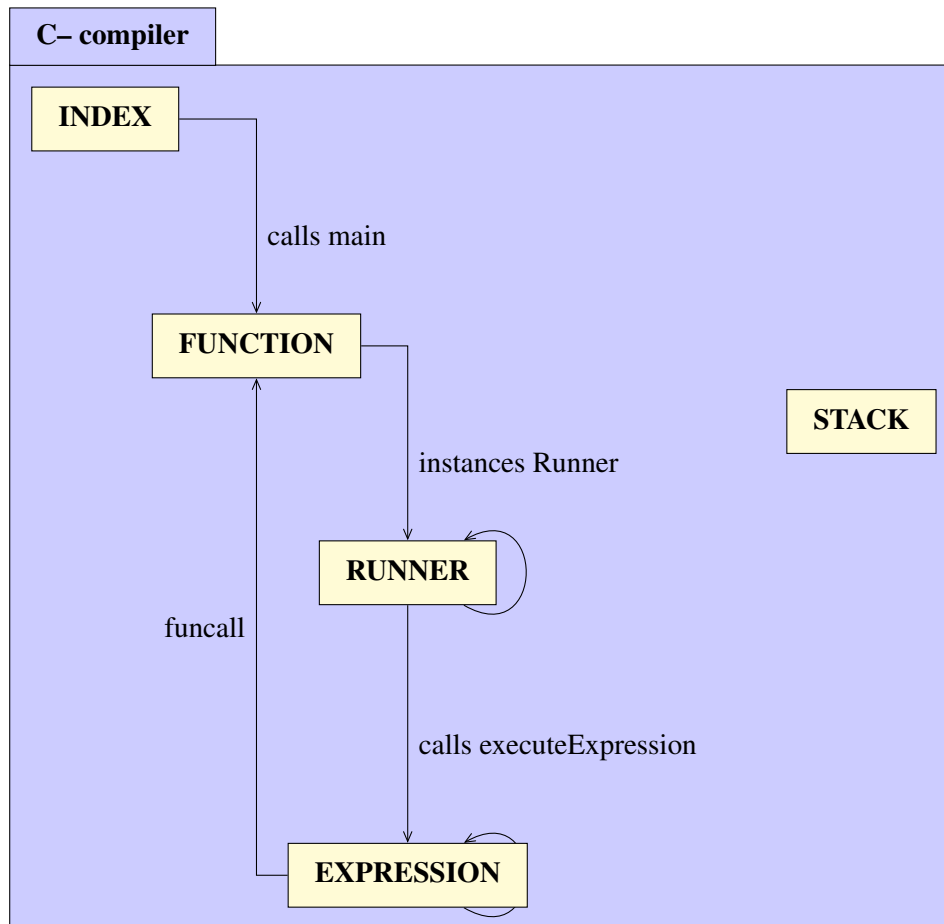 C– compiler
INDEX
calls main
FUNCTION
STACK
instances Runner
RUNNER
funcall
calls executeExpression
EXPRESSION